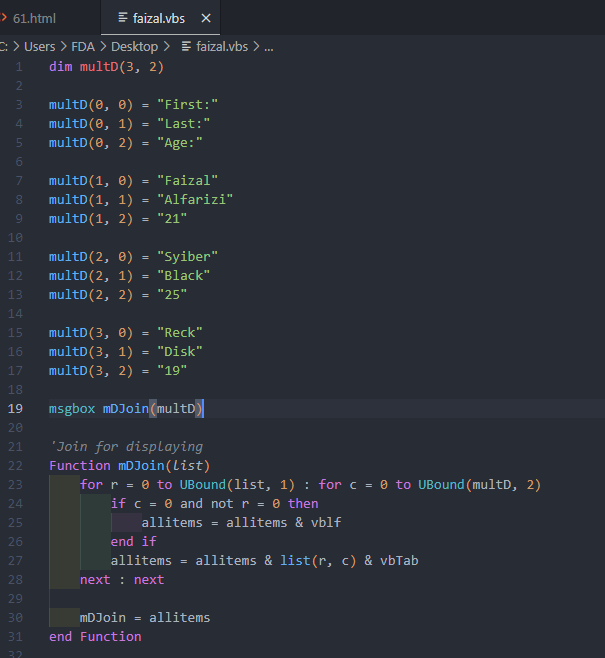 61.html
faizal.vbs
C: > Users > FDA > Desktop > faizal.vbs > ...
1 dim multD(3, 2)
2
3 multD(0, 0) = "First:"
4 multD(0, 1) = "Last:"
5 multD(0, 2) = "Age:"
6
7 multD(1, 0) = "Faizal"
8 multD(1, 1) = "Alfarizi"
9 multD(1, 2) = "21"
10
11 multD(2, 0) = "Syiber"
12 multD(2, 1) = "Black"
13 multD(2, 2) = "25"
14
15 multD(3, 0) = "Reck"
16 multD(3, 1) = "Disk"
17 multD(3, 2) = "19"
18
19 msgbox mDJoin(multD)
20
21 'Join for displaying
22 Function mDJoin(list)
23     for r = 0 to UBound(list, 1) : for c = 0 to UBound(multD, 2)
24         if c = 0 and not r = 0 then
25             allitems = allitems & vblf
26         end if
27         allitems = allitems & list(r, c) & vbTab
28     next : next
29
30     mDJoin = allitems
31 end Function
32